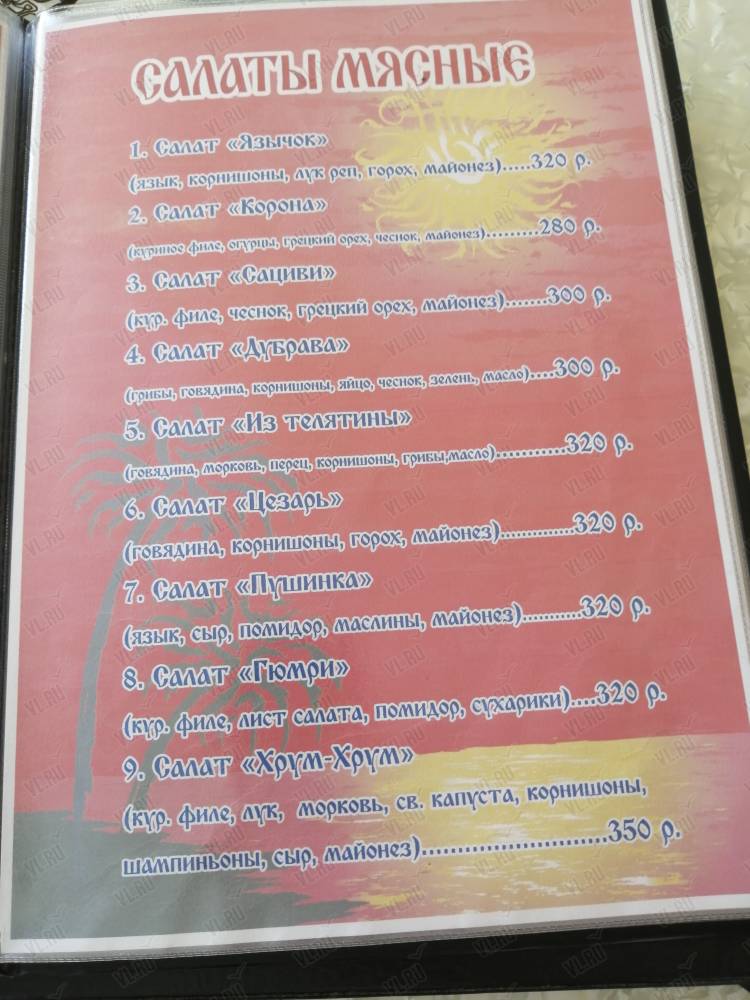 САЛАТЫ МЯСНЫЕ
1. Салат «Язычок»
(язык, корнишоны, лук реп, горох, майонез).....320 р.
2. Салат «Корона»
(куриное филе, огурцы, грецкий орех, чеснок, майонез).........280 р.
3. Салат «Сациви»
(кур. филе, чеснок, грецкий орех, майонез).......300 р.
4. Салат «Дубрава»
(грибы, говядина, корнишоны, яйцо, чеснок, зелень, масло)....300 р.
5. Салат «Из телятины»
(говядина, морковь, перец, корнишоны, грибы,масло)............320 р.
6. Салат «Цезарь»
(говядина, корнишоны, горох, майонез)............320 р.
7. Салат «Пушинка»
(язык, сыр, помидор, маслины, майонез)...........320 р.
8. Салат «Гюмри»
(кур. филе, лист салата, помидор, сухарики)....320 р.
9. Салат «Хрум-Хрум»
(кур. филе, лук, морковь, св. капуста, корнишоны,
шампиньоны, сыр, майонез)..........................350 р.
VL.RU